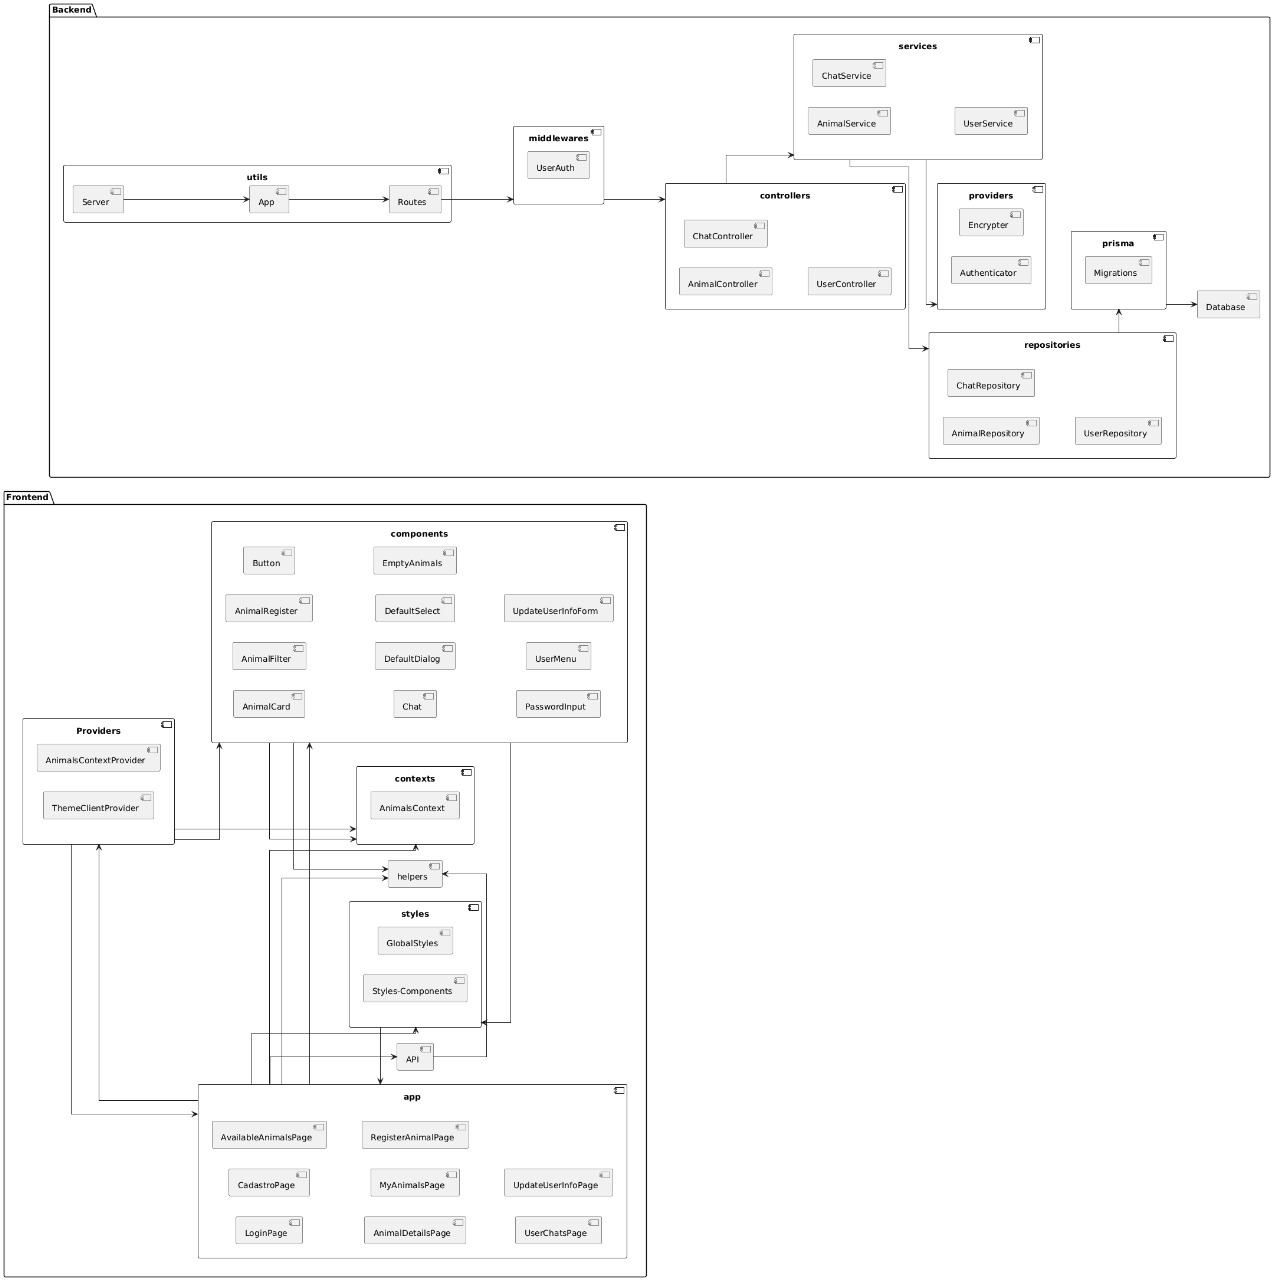 Backend
services
ChatService
AnimalService
UserService
middlewares
UserAuth
utils
Server
App
Routes
controllers
ChatController
AnimalController
UserController
providers
Encrypter
Authenticator
prisma
Migrations
Database
repositories
ChatRepository
AnimalRepository
UserRepository
Frontend
components
Button
EmptyAnimals
AnimalRegister
DefaultSelect
UpdateUserInfoForm
AnimalFilter
DefaultDialog
UserMenu
AnimalCard
Chat
PasswordInput
Providers
AnimalsContextProvider
ThemeClientProvider
contexts
AnimalsContext
helpers
styles
GlobalStyles
Styles-Components
API
app
AvailableAnimalsPage
RegisterAnimalPage
CadastroPage
MyAnimalsPage
UpdateUserInfoPage
LoginPage
AnimalDetailsPage
UserChatsPage